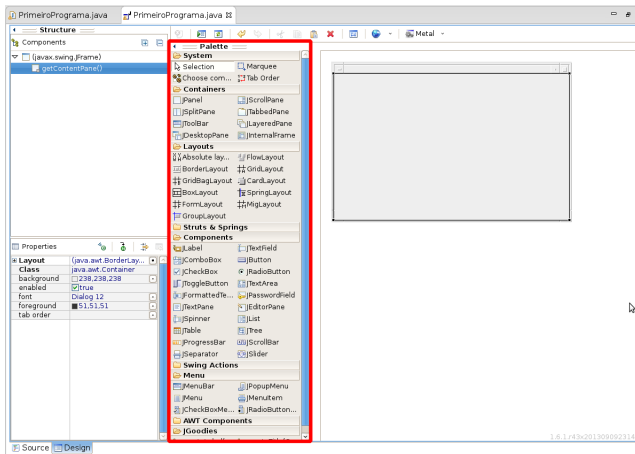 PrimeiroPrograma.java
PrimeiroPrograma.java
Structure
Components
(javax.swing.JFrame)
getContentPane()
Properties
Layout (java.awt.BorderLay...
Class java.awt.Container
background 238,238,238
enabled true
font Dialog 12
foreground 51,51,51
tab order
Metal
Palette
System
Selection Marquee
Choose com... Tab Order
Containers
JPanel JScrollPane
JSplitPane JTabbedPane
JToolBar JLayeredPane
JDesktopPane JInternalFrame
Layouts
Absolute lay... FlowLayout
BorderLayout GridLayout
GridBagLayout CardLayout
BoxLayout SpringLayout
FormLayout MigLayout
GroupLayout
Struts & Springs
Components
JLabel JTextField
JComboBox JButton
JCheckBox JRadioButton
JToggleButton JTextArea
JFormattedTe... JPasswordField
JTextPane JEditorPane
JSpinner JList
JTable JTree
JProgressBar JScrollBar
JSeparator JSlider
Swing Actions
Menu
JMenuBar JPopupMenu
JMenu JMenuItem
JCheckBoxMe... JRadioButton...
AWT Components
JGoodies
Source Design